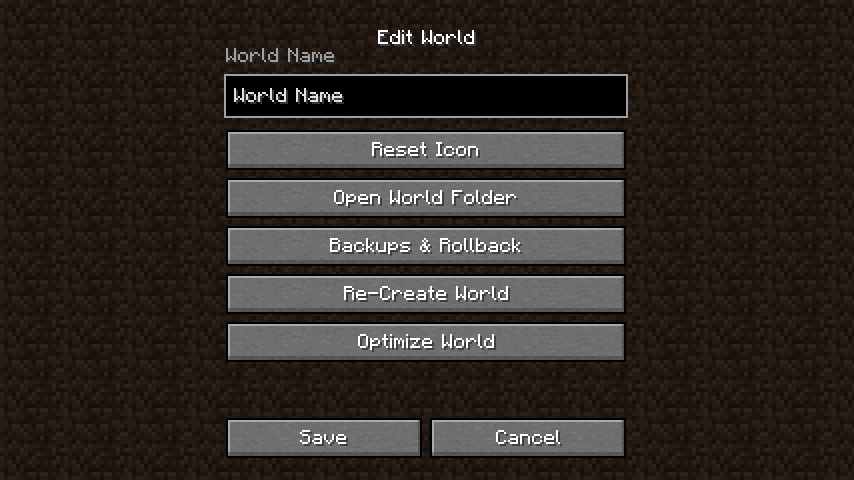 Edit World
World Name
World Name
Reset Icon
Open World Folder
Backups & Rollback
Re-Create World
Optimize World
Save
Cancel